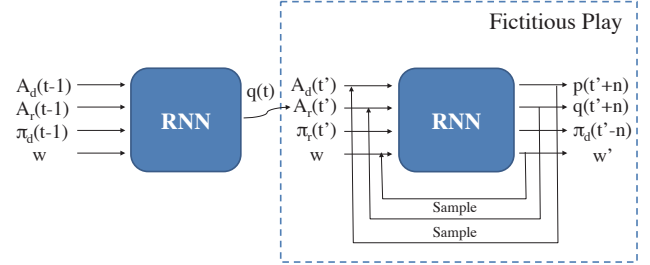 Fictitious Play
A_d(t-1)
A_r(t-1)
π_d(t-1)
w
RNN
q(t)
A_d(t')
A_r(t')
π_r(t')
w
RNN
p(t'+n)
q(t'+n)
π_d(t'-n)
w'
Sample
Sample